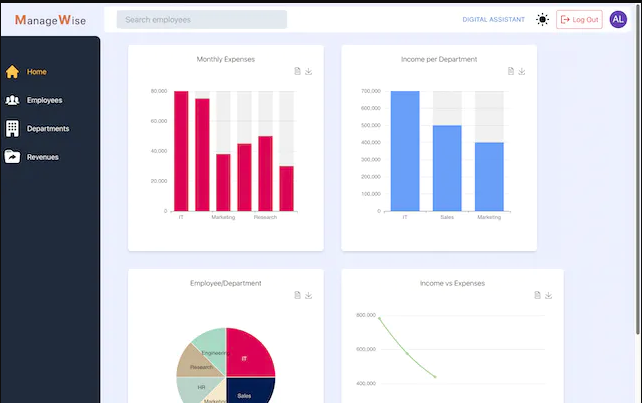 ManageWise
Search employees
DIGITAL ASSISTANT
Log Out
AL
Home
Employees
Departments
Revenues
Monthly Expenses
80,000
60,000
40,000
20,000
0
IT
Marketing
Research
Income per Department
700,000
600,000
500,000
400,000
300,000
200,000
100,000
0
IT
Sales
Marketing
Employee/Department
Engineering
IT
Research
HR
Sales
Marketing
Income vs Expenses
800,000
600,000
400,000